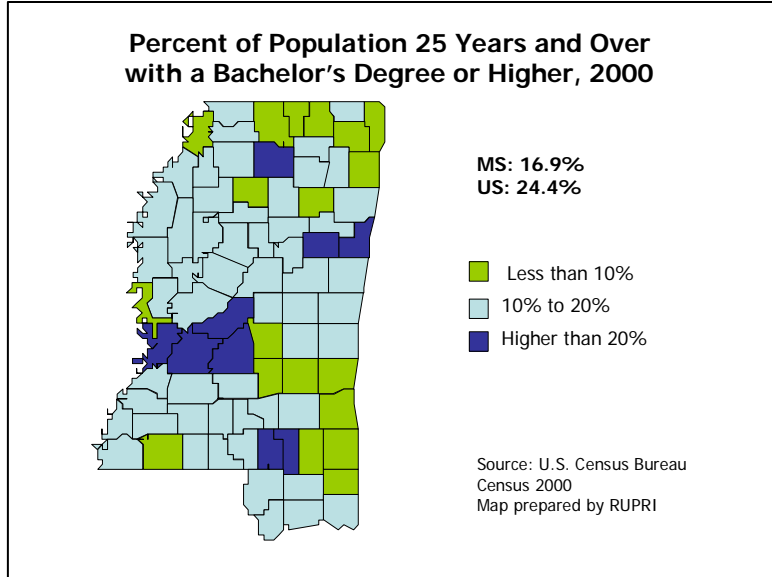 Percent of Population 25 Years and Over
with a Bachelor's Degree or Higher, 2000
MS: 16.9%
US: 24.4%
Less than 10%
10% to 20%
Higher than 20%
Source: U.S. Census Bureau
Census 2000
Map prepared by RUPRI